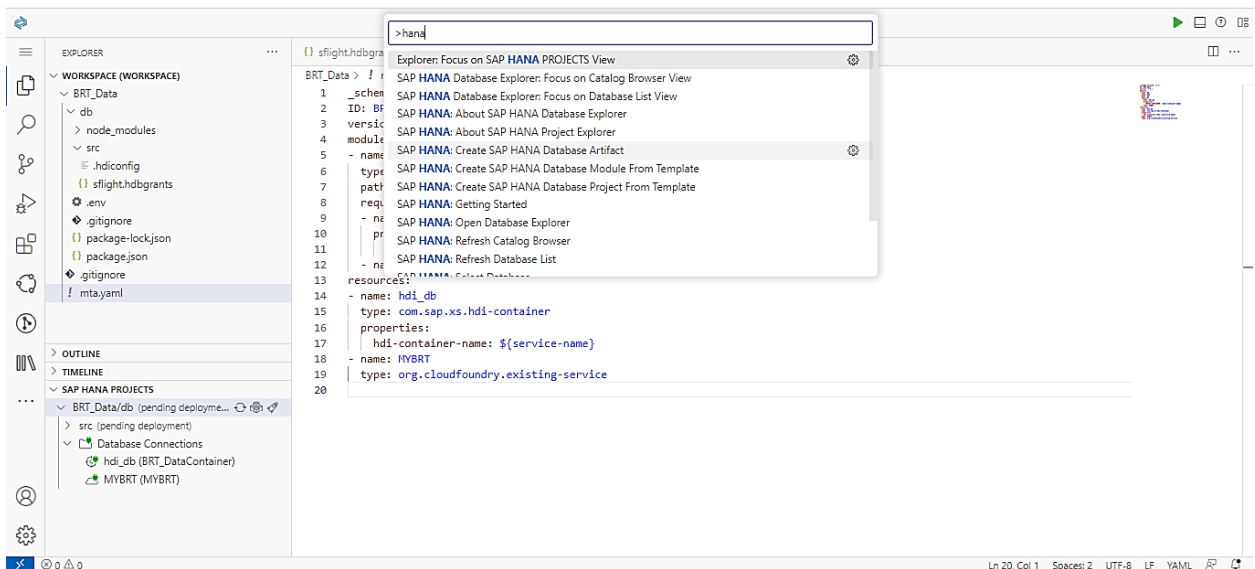 >hana
Explorer: Focus on SAP HANA PROJECTS View
SAP HANA Database Explorer: Focus on Catalog Browser View
SAP HANA Database Explorer: Focus on Database List View
SAP HANA: About SAP HANA Database Explorer
SAP HANA: About SAP HANA Project Explorer
SAP HANA: Create SAP HANA Database Artifact
SAP HANA: Create SAP HANA Database Module From Template
SAP HANA: Create SAP HANA Database Project From Template
SAP HANA: Getting Started
SAP HANA: Open Database Explorer
SAP HANA: Refresh Catalog Browser
SAP HANA: Refresh Database List
SAP HANA: Select Database
EXPLORER
WORKSPACE (WORKSPACE)
BRT_Data
db
node_modules
src
.hdiconfig
{} sflight.hdbgrants
.env
.gitignore
{} package-lock.json
{} package.json
.gitignore
! mta.yaml
OUTLINE
TIMELINE
SAP HANA PROJECTS
BRT_Data/db (pending deployme...
src (pending deployment)
Database Connections
hdi_db (BRT_DataContainer)
MYBRT (MYBRT)
{} sflight.hdbgra
BRT_Data > !
1 _schem
2 ID: BR
3 versio
4 module
5 - name
6 type
7 path
8 requ
9 - na
10 pr
11
12 - na
13 resources:
14 - name: hdi_db
15 type: com.sap.xs.hdi-container
16 properties:
17 hdi-container-name: ${service-name}
18 - name: MYBRT
19 type: org.cloudfoundry.existing-service
20
0 0
Ln 20, Col 1 Spaces: 2 UTF-8 LF YAML